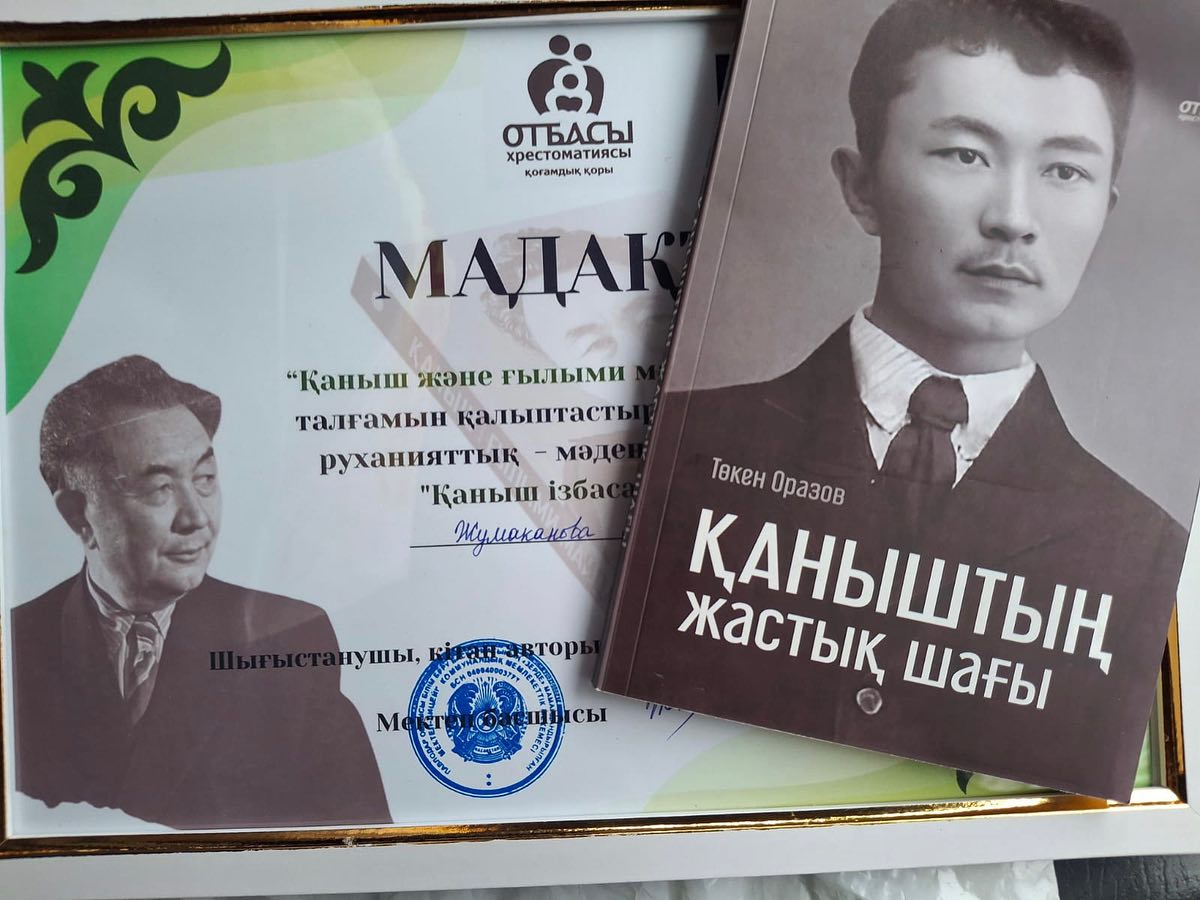 ОТБАСЫ
хрестоматиясы
қоғамдық қоры
МАДАҚ
“Қаныш және ғылыми
талғамын қалыптастыр
руханияттық - мәден
"Қаныш ізбаса
Жумаканова
Шығыстанушы, кітап авторы
Мектеп басшысы
Төкен Оразов
ҚАНЫШТЫҢ
ЖАСТЫҚ ШАҒЫ